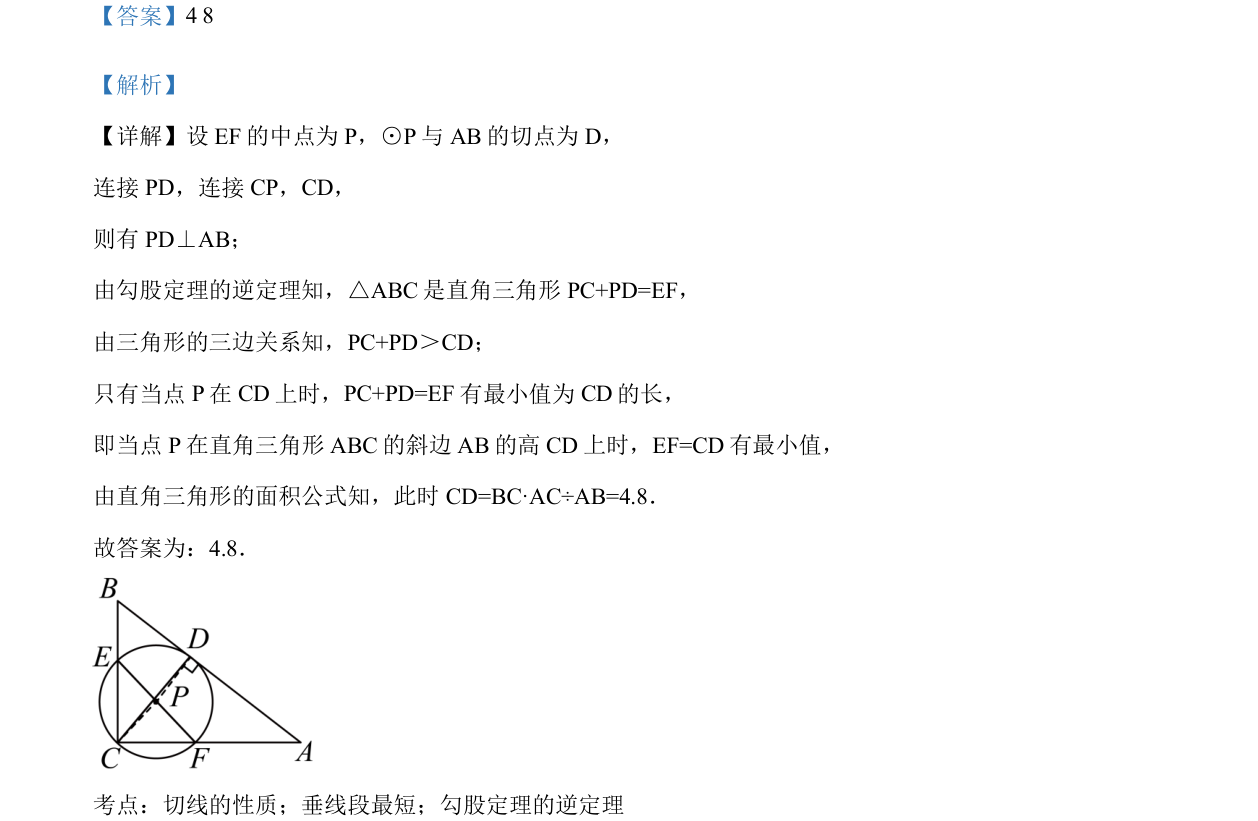 【答案】4 8
【解析】
【详解】设 EF 的中点为 P，⊙P 与 AB 的切点为 D，
连接 PD，连接 CP，CD，
则有 PD⊥AB；
由勾股定理的逆定理知，△ABC 是直角三角形 PC+PD=EF，
由三角形的三边关系知，PC+PD＞CD；
只有当点 P 在 CD 上时，PC+PD=EF 有最小值为 CD 的长，
即当点 P 在直角三角形 ABC 的斜边 AB 的高 CD 上时，EF=CD 有最小值，
由直角三角形的面积公式知，此时 CD=BC·AC÷AB=4.8．
故答案为：4.8．
B
D
E
P
C
F
A
考点：切线的性质；垂线段最短；勾股定理的逆定理